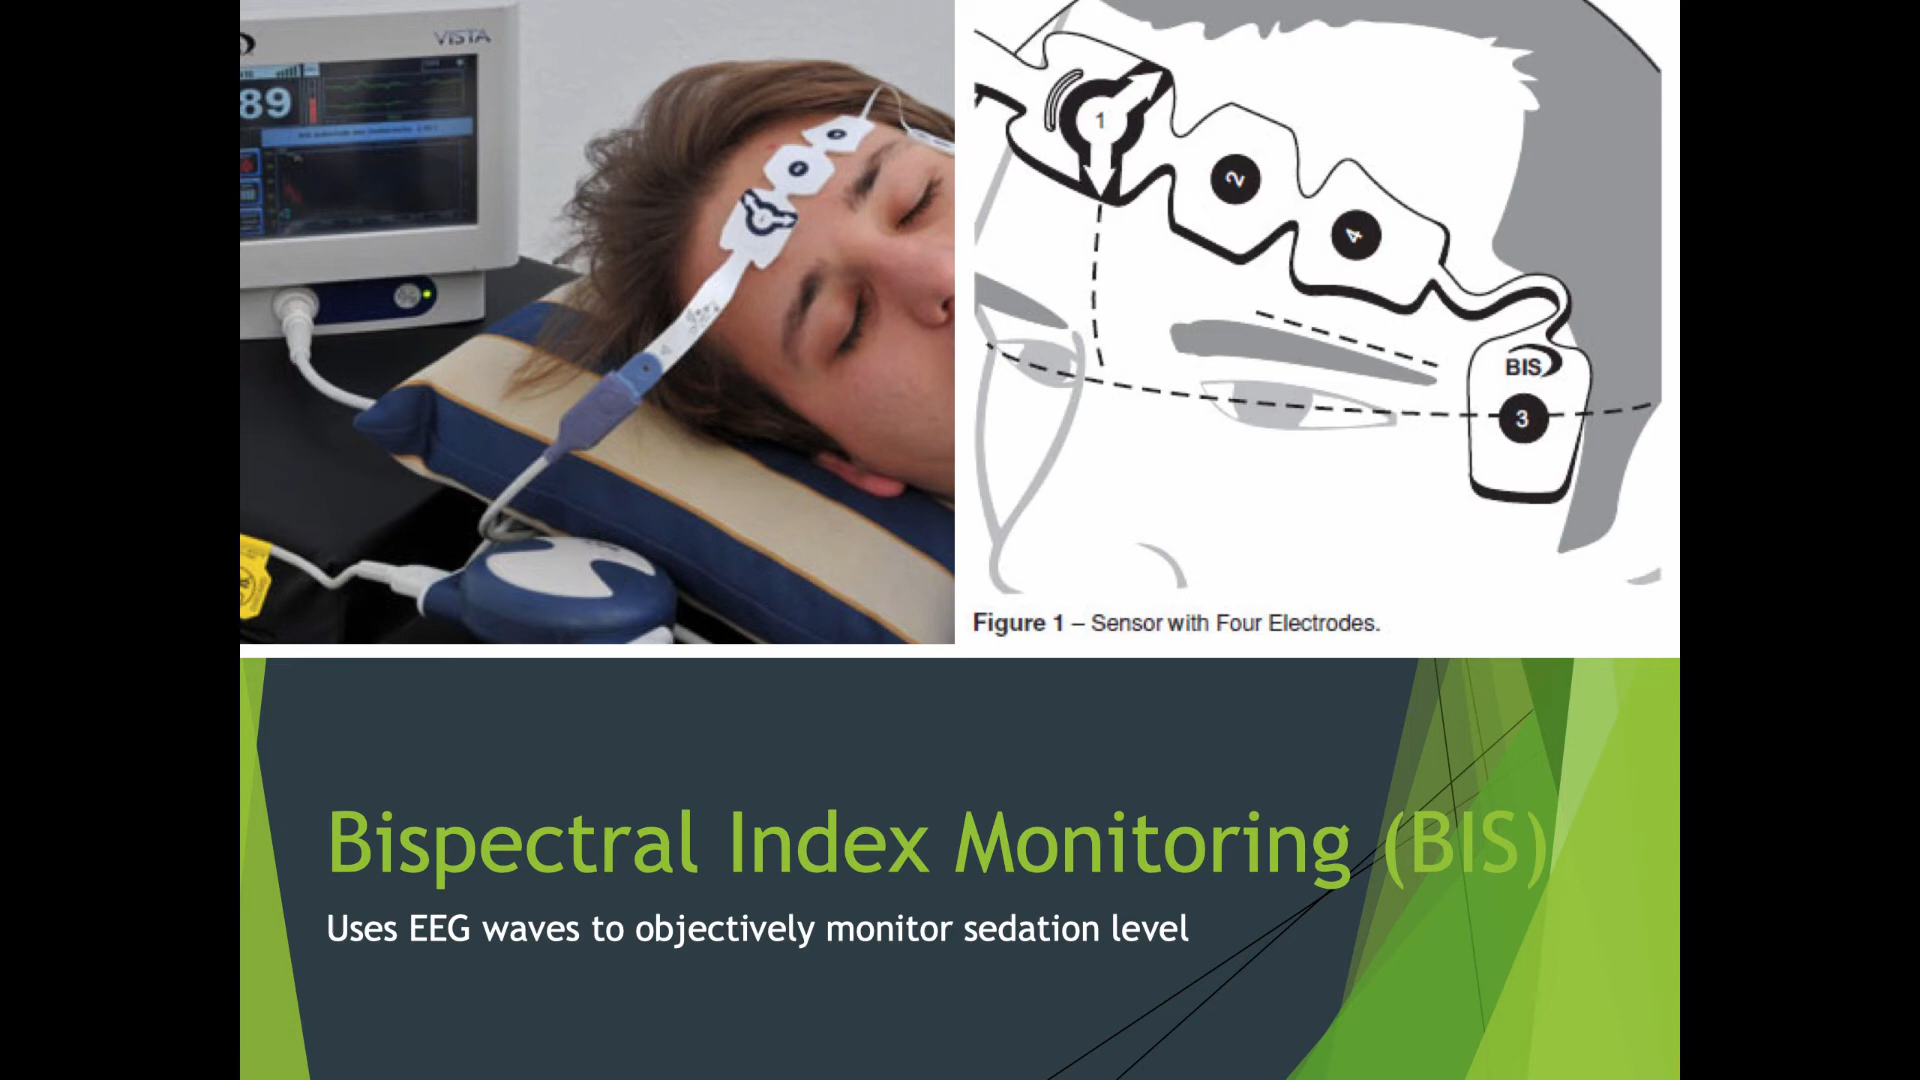 VISTA
89
1
2
4
BIS
3
Figure 1 – Sensor with Four Electrodes.
Bispectral Index Monitoring (BIS)
Uses EEG waves to objectively monitor sedation level